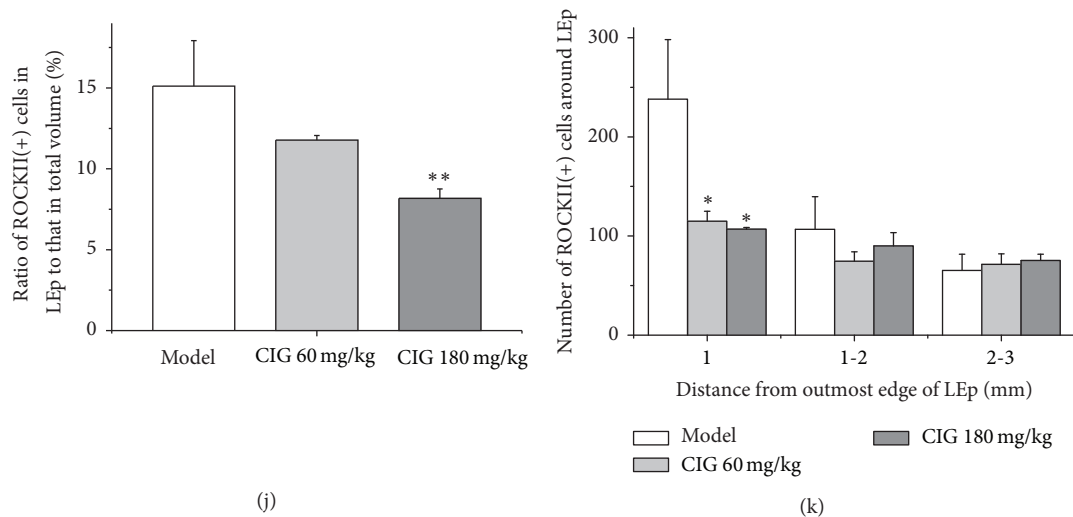 Ratio of ROCKII(+) cells in
LEp to that in total volume (%)
15
10
5
0
**
Model
CIG 60 mg/kg
CIG 180 mg/kg
(j)
Number of ROCKII(+) cells around LEp
300
200
100
0
*
*
1
1-2
2-3
Distance from outmost edge of LEp (mm)
Model
CIG 60 mg/kg
CIG 180 mg/kg
(k)